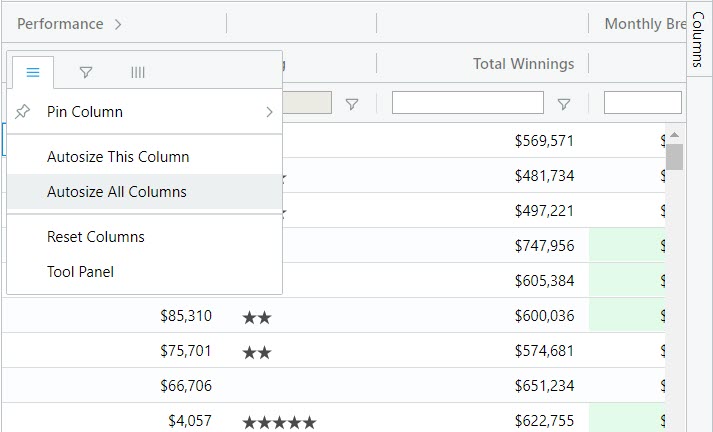 Performance
Monthly Bre
Columns
g
Total Winnings
Pin Column
Autosize This Column
Autosize All Columns
Reset Columns
Tool Panel
$569,571 $
$481,734 $
$497,221 $
$747,956 $
$605,384 $
$85,310 ★★ $600,036 $
$75,701 ★★ $574,681 $
$66,706 $651,234 $
$4,057 ★★★★★ $622,755 $